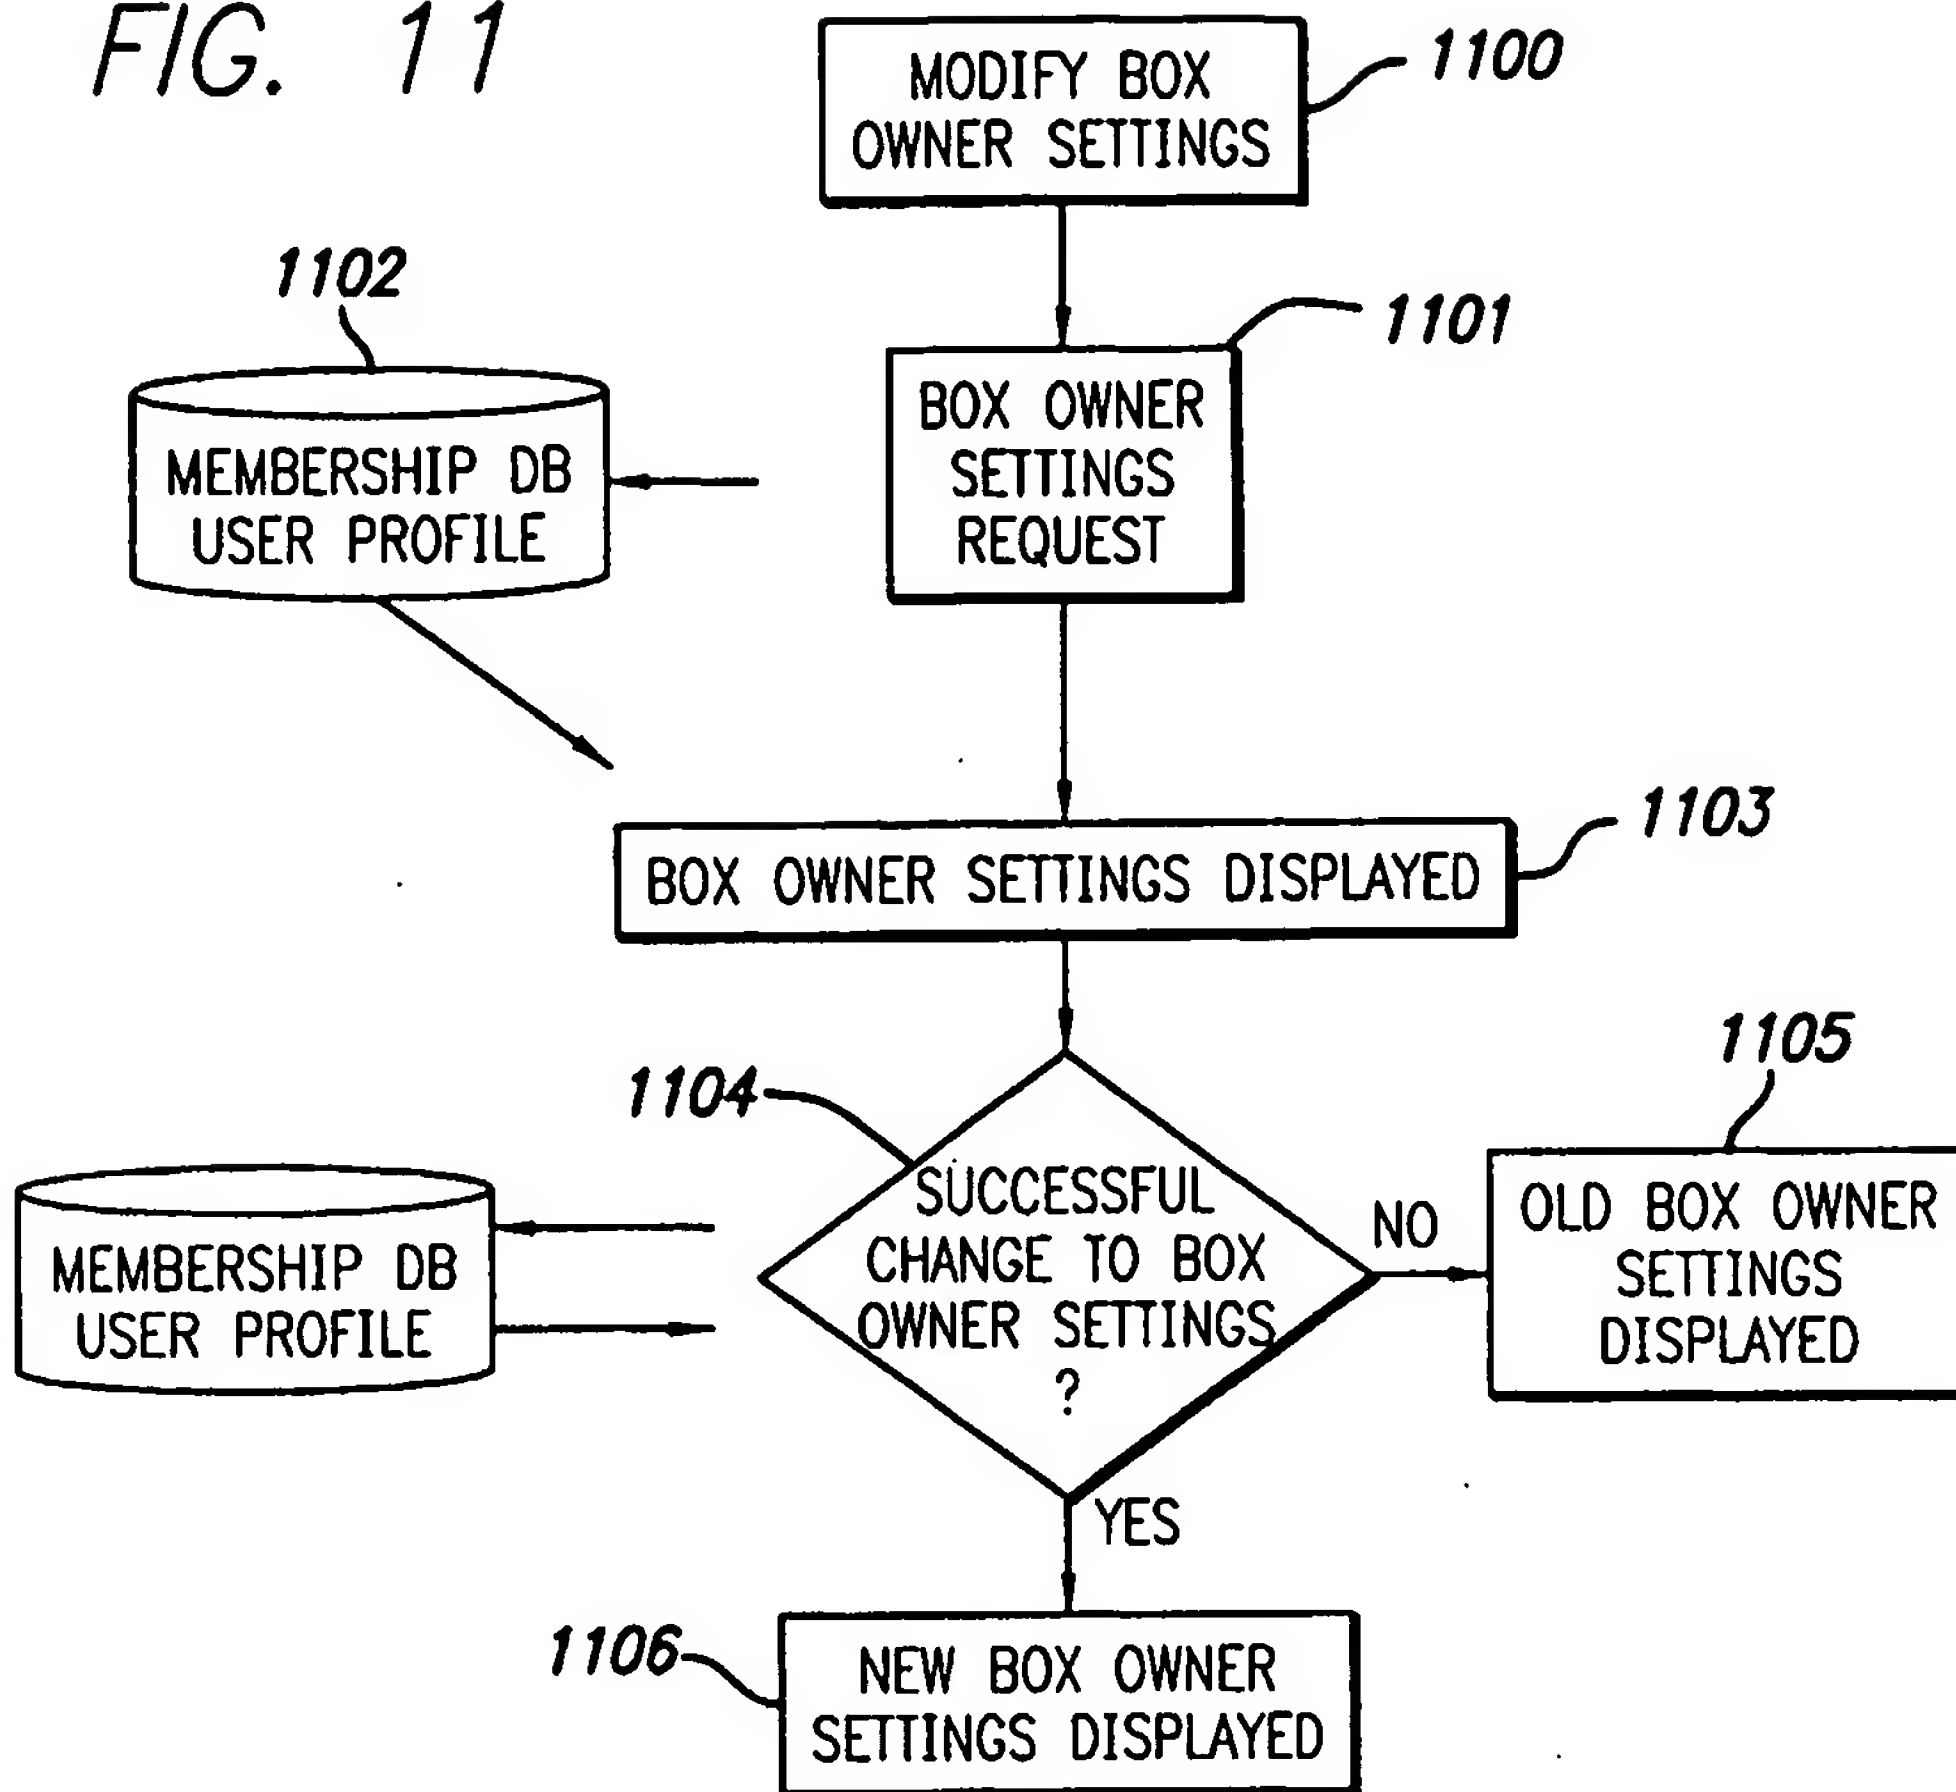 FIG. 11
MODIFY BOX
OWNER SETTINGS
1100
1102
1101
BOX OWNER
SETTINGS
REQUEST
MEMBERSHIP DB
USER PROFILE
1103
BOX OWNER SETTINGS DISPLAYED
1104
1105
SUCCESSFUL
CHANGE TO BOX
OWNER SETTINGS
?
NO
OLD BOX OWNER
SETTINGS
DISPLAYED
MEMBERSHIP DB
USER PROFILE
YES
1106
NEW BOX OWNER
SETTINGS DISPLAYED